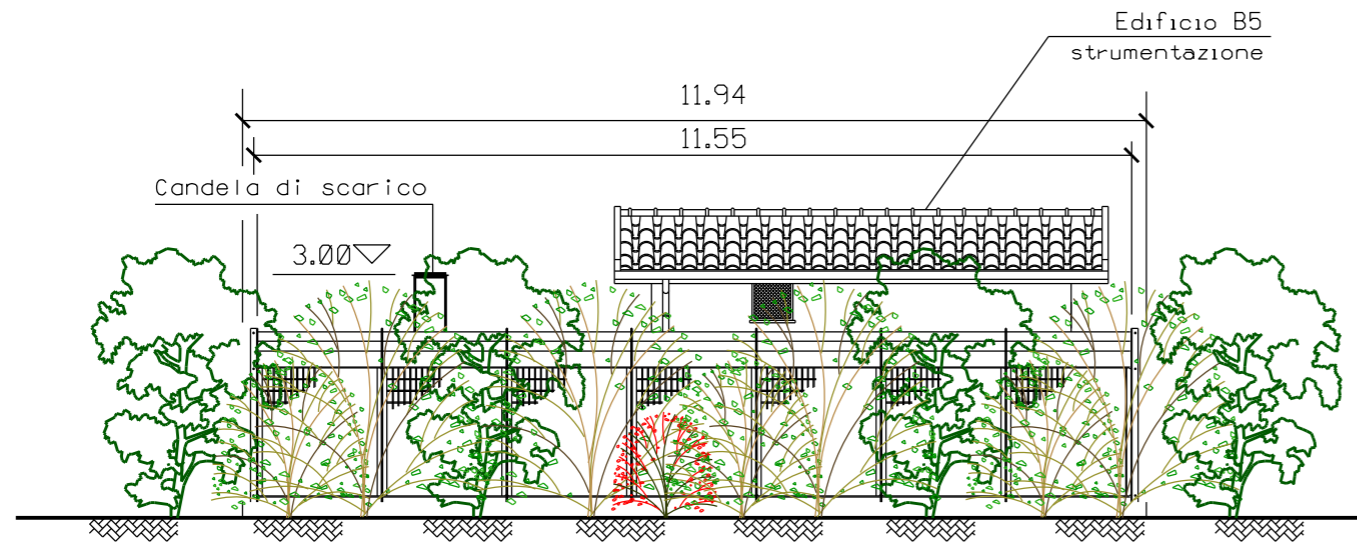 Edificio B5
strumentazione
11.94
11.55
Candela di scarico
3.00